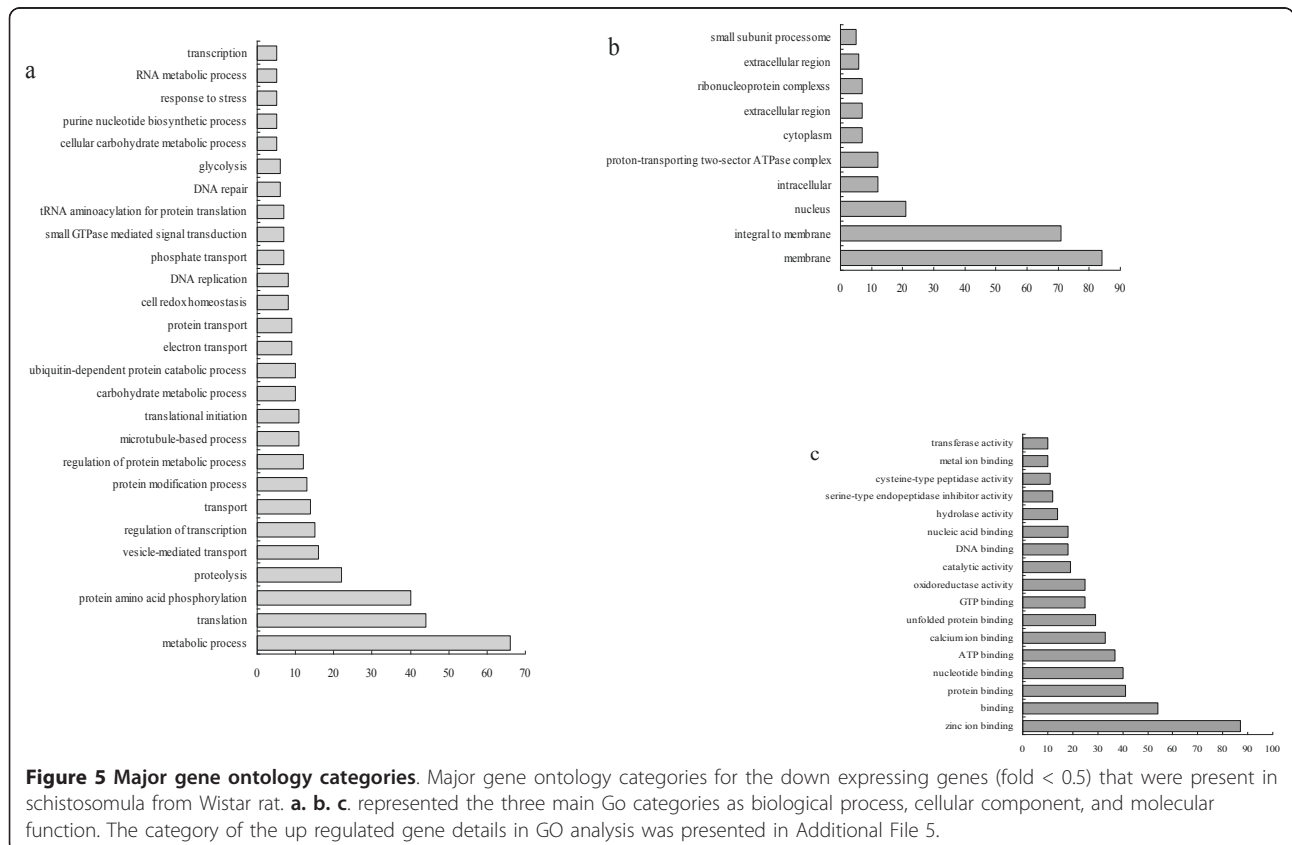 a
transcription
RNA metabolic process
response to stress
purine nucleotide biosynthetic process
cellular carbohydrate metabolic process
glycolysis
DNA repair
tRNA aminoacylation for protein translation
small GTPase mediated signal transduction
phosphate transport
DNA replication
cell redox homeostasis
protein transport
electron transport
ubiquitin-dependent protein catabolic process
carbohydrate metabolic process
translational initiation
microtubule-based process
regulation of protein metabolic process
protein modification process
transport
regulation of transcription
vesicle-mediated transport
proteolysis
protein amino acid phosphorylation
translation
metabolic process
0 10 20 30 40 50 60 70
b
small subunit processome
extracellular region
ribonucleoprotein complexss
extracellular region
cytoplasm
proton-transporting two-sector ATPase complex
intracellular
nucleus
integral to membrane
membrane
0 10 20 30 40 50 60 70 80 90
c
transferase activity
metal ion binding
cysteine-type peptidase activity
serine-type endopeptidase inhibitor activity
hydrolase activity
nucleic acid binding
DNA binding
catalytic activity
oxidoreductase activity
GTP binding
unfolded protein binding
calcium ion binding
ATP binding
nucleotide binding
protein binding
binding
zinc ion binding
0 10 20 30 40 50 60 70 80 90 100
Figure 5 Major gene ontology categories. Major gene ontology categories for the down expressing genes (fold < 0.5) that were present in
schistosomula from Wistar rat. a. b. c. represented the three main Go categories as biological process, cellular component, and molecular
function. The category of the up regulated gene details in GO analysis was presented in Additional File 5.